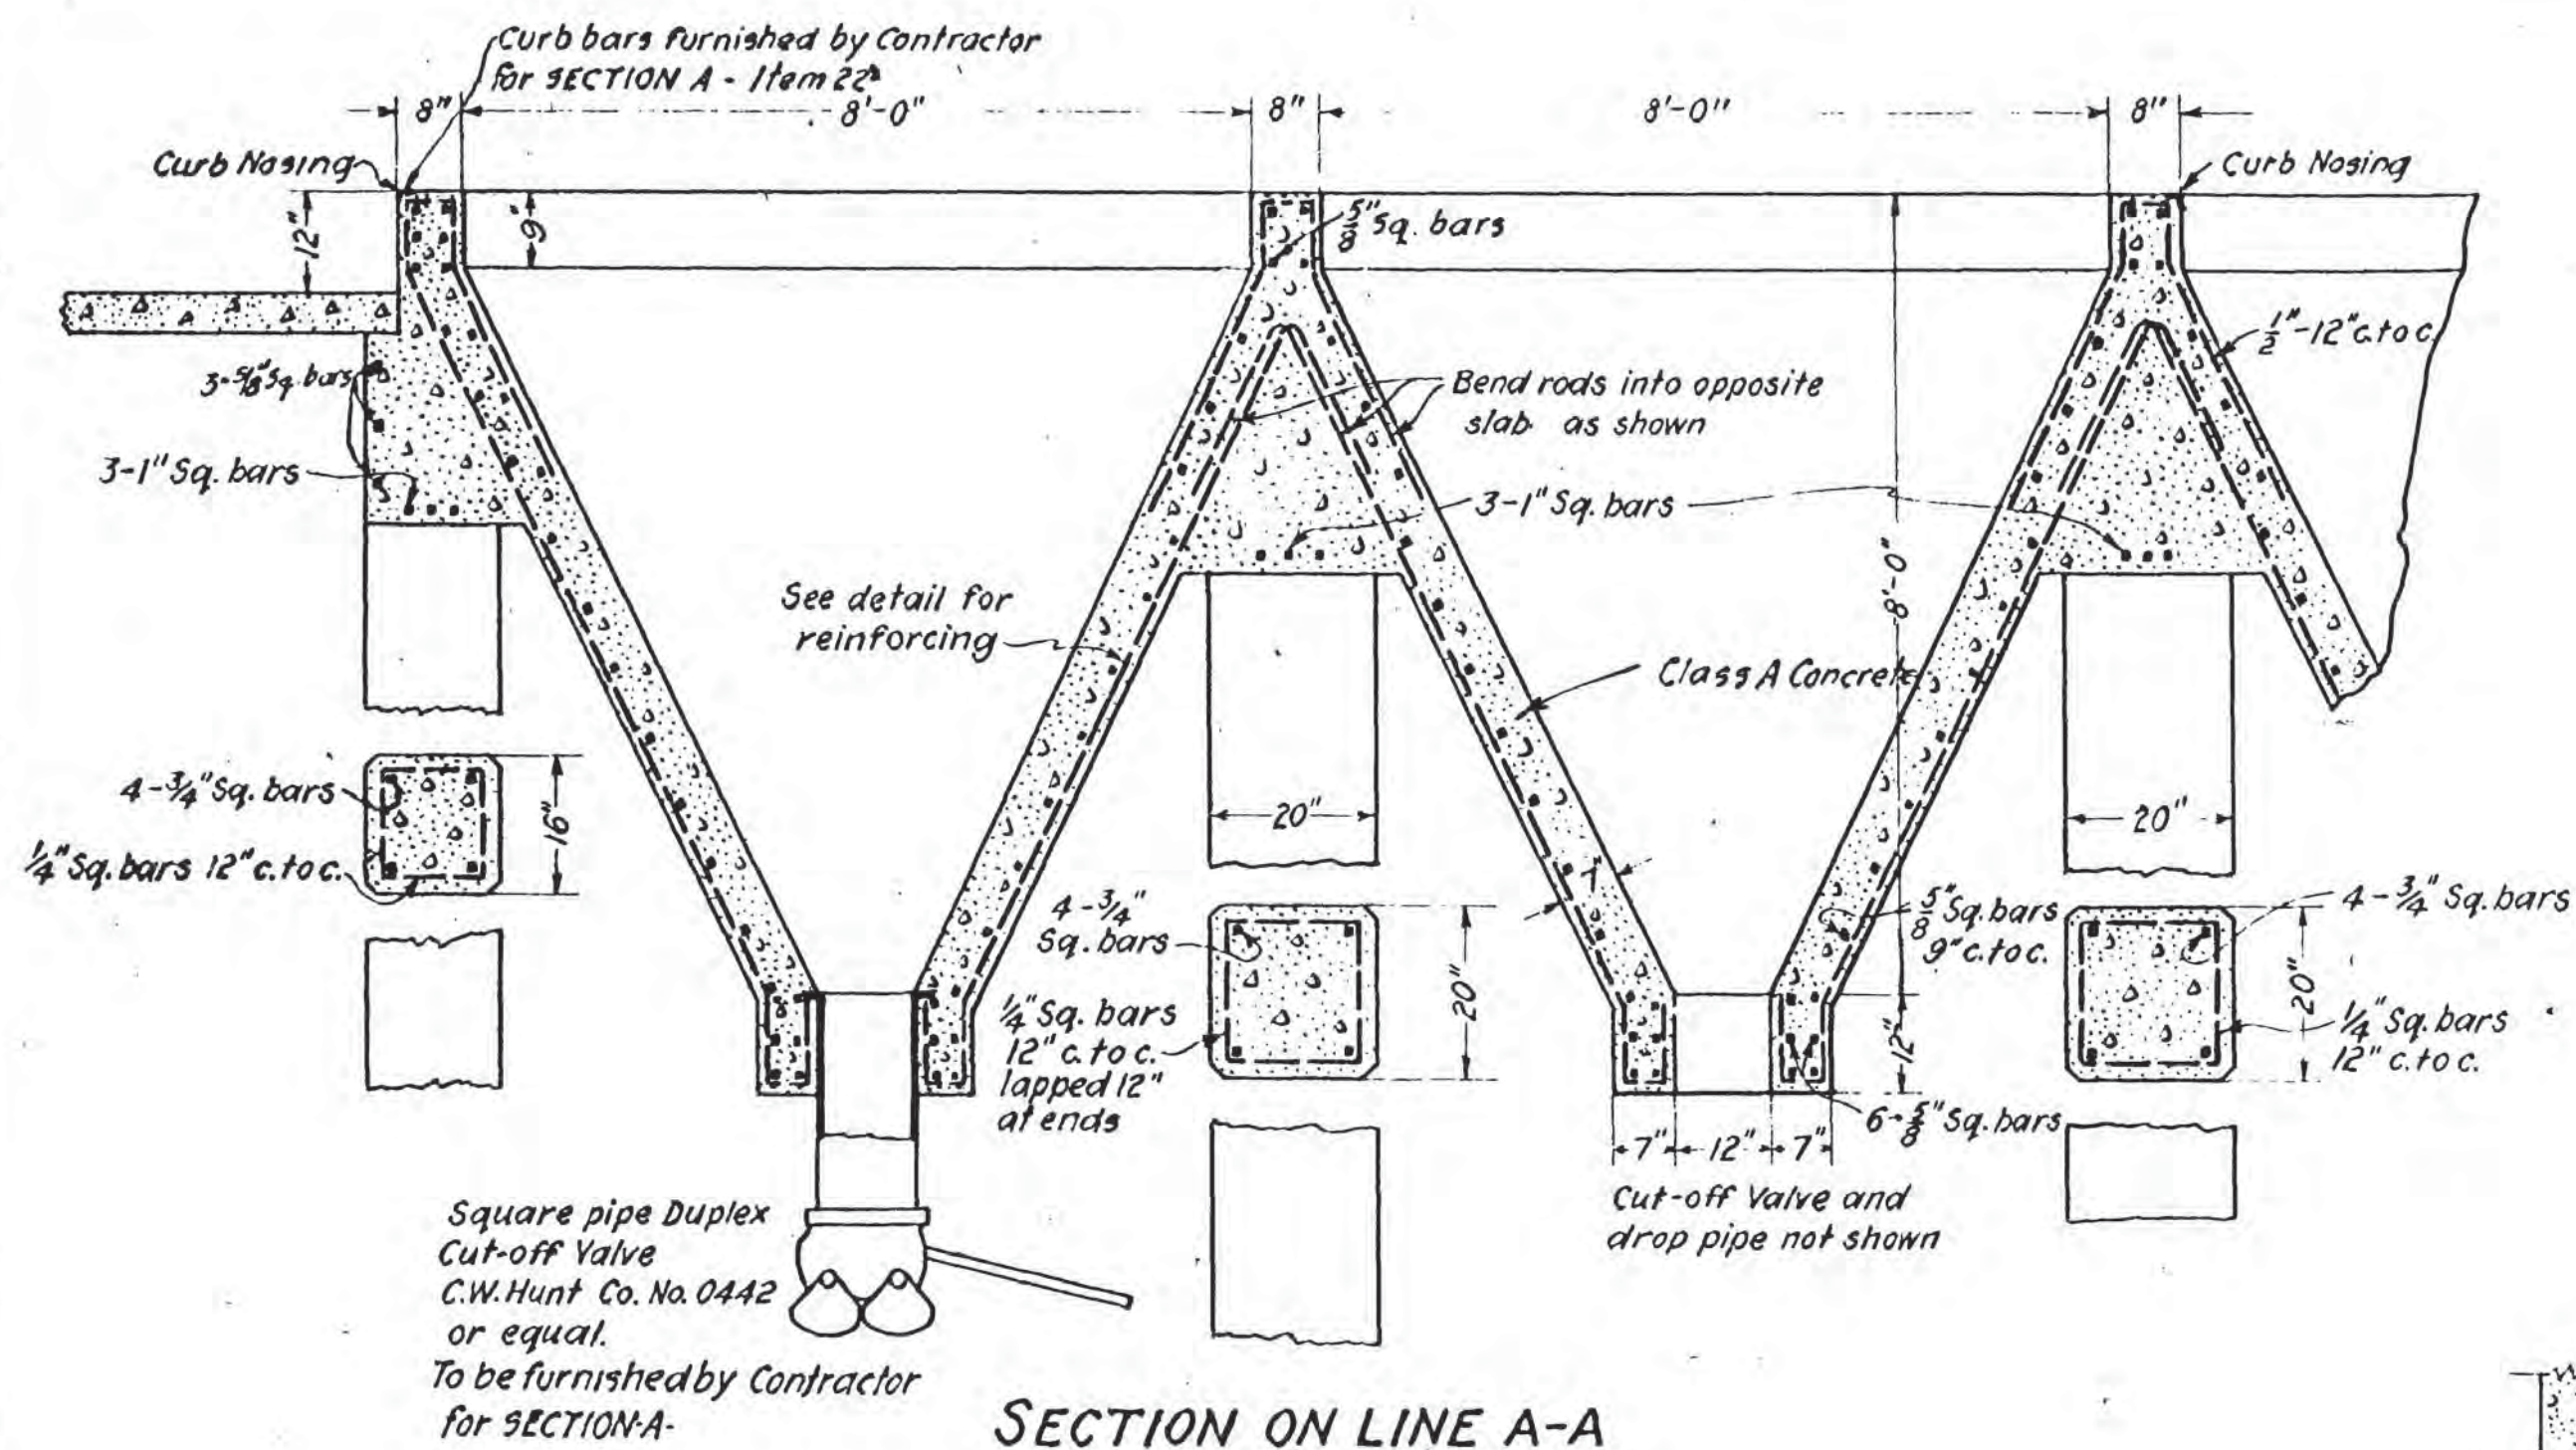 Curb bars furnished by Contractor
for SECTION A - Item 22
8"
8'-0"
8"
8'-0"
8"
Curb Nosing
Curb Nosing
12"
9"
5/8" Sq. bars
1/2"-12" c. to c.
3-5/8" Sq. bars
Bend rods into opposite
slab as shown
3-1" Sq. bars
3-1" Sq. bars
8'-0"
See detail for
reinforcing
Class A Concrete
4-3/4" Sq. bars
16"
20"
20"
1/4" Sq. bars 12" c. to c.
4-3/4"
Sq. bars
5/8" Sq. bars
9" c. to c.
4-3/4" Sq. bars
20"
20"
1/4" Sq. bars
12" c. to c.
lapped 12"
at ends
12"
1/4" Sq. bars
12" c. to c.
6-5/8" Sq. bars
7"
12"
7"
Square pipe Duplex
Cut-off Valve
C.W. Hunt Co. No. 0442
or equal.
To be furnished by Contractor
for SECTION-A-
Cut-off Valve and
drop pipe not shown
SECTION ON LINE A-A